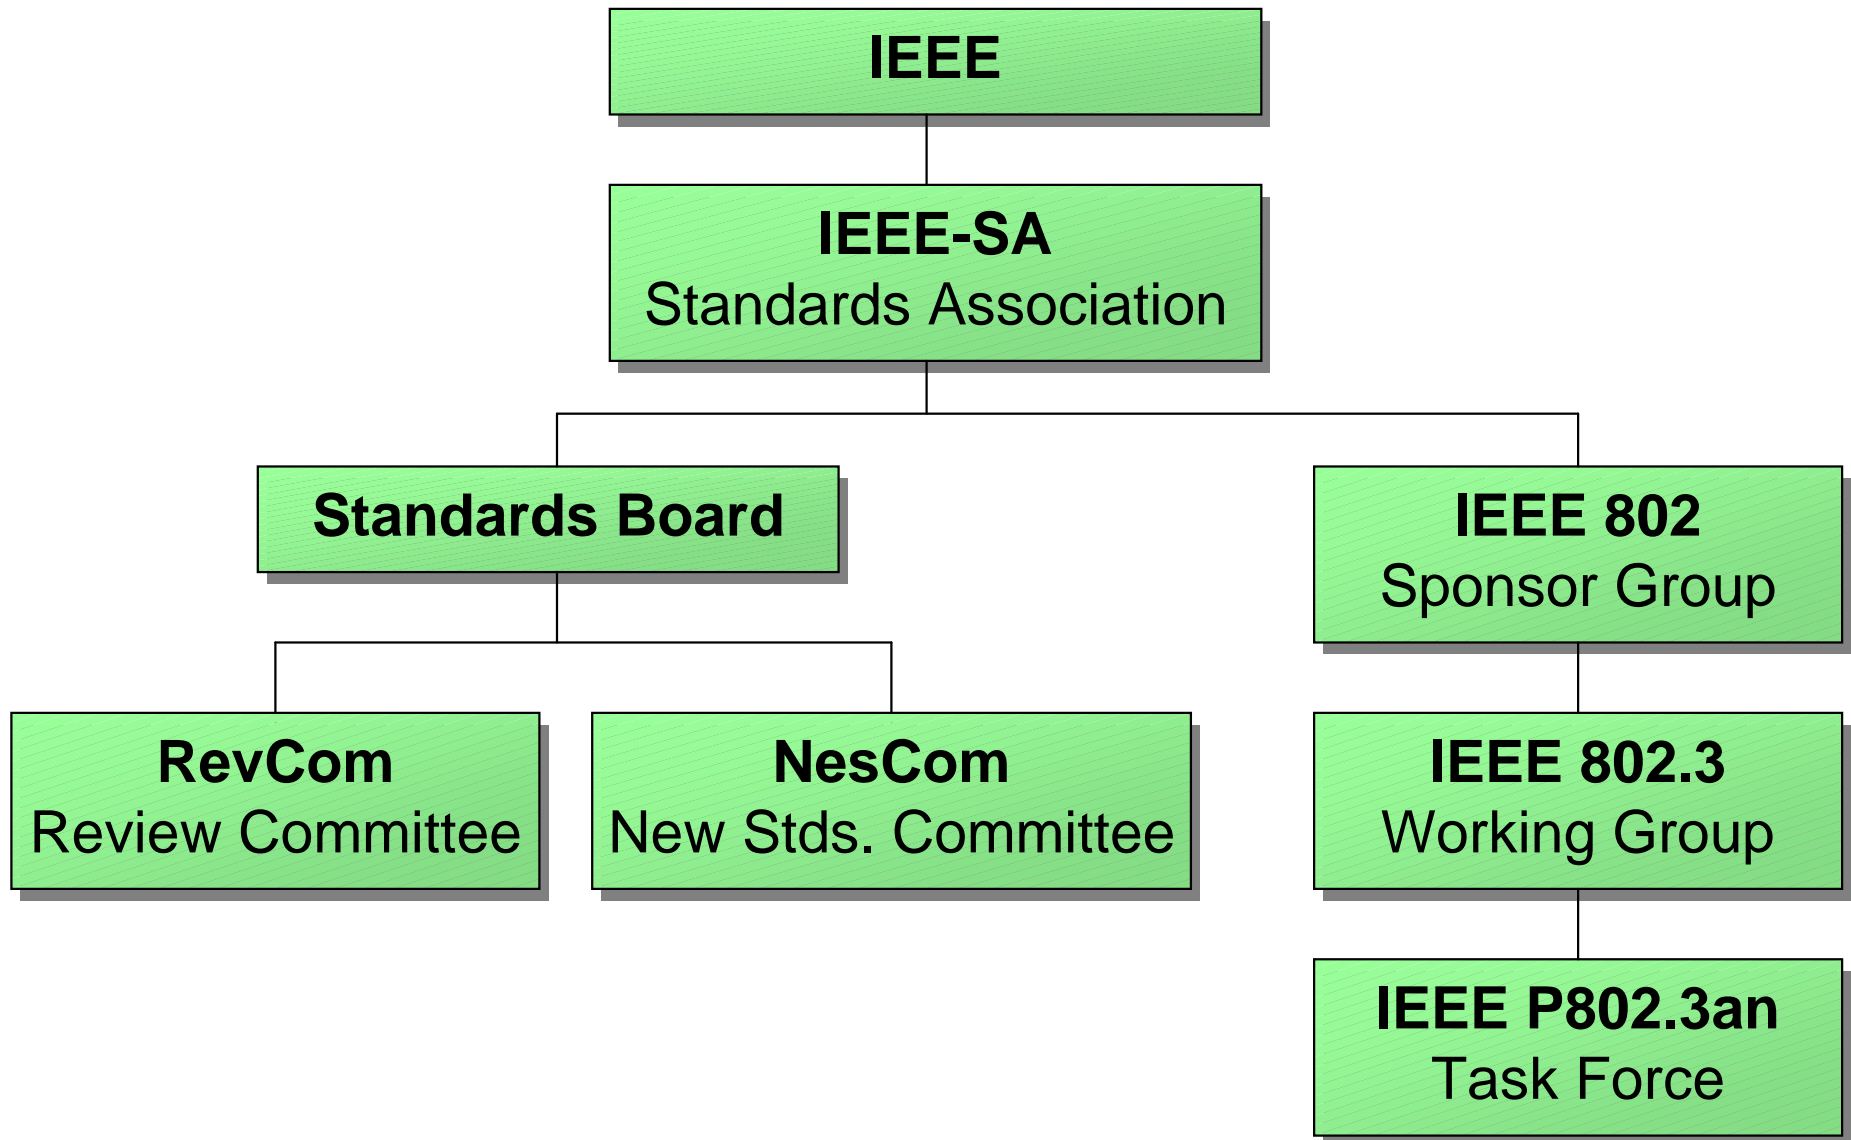 IEEE
IEEE-SA
Standards Association
Standards Board
IEEE 802
Sponsor Group
RevCom
Review Committee
NesCom
New Stds. Committee
IEEE 802.3
Working Group
IEEE P802.3an
Task Force